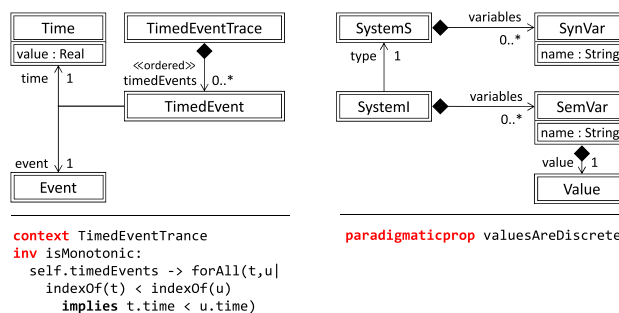 Time
value : Real
time 1
TimedEventTrace
«ordered»
timedEvents 0..*
TimedEvent
event 1
Event
context TimedEventTrance
inv isMonotonic:
self.timedEvents -> forAll(t,u|
indexOf(t) < indexOf(u)
implies t.time < u.time)
SystemS
variables
0..*
SynVar
name : String
type 1
SystemI
variables
0..*
SemVar
name : String
value 1
Value
paradigmaticprop valuesAreDiscrete